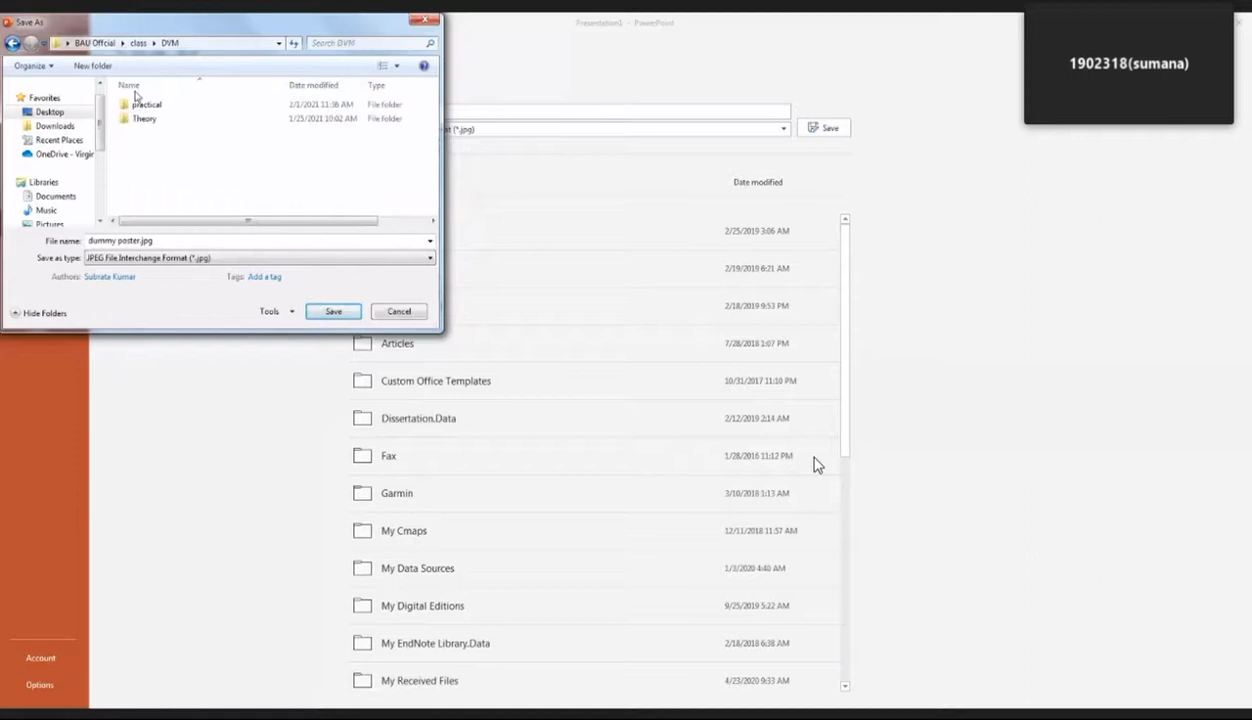 Save As
Presentation1 - PowerPoint
1902318(sumana)
BAU Offcial
class
DVM
Search DVM
Organize
New folder
Name
Date modified
Type
practical
2/1/2021 11:36 AM
File folder
Theory
1/25/2021 10:02 AM
File folder
Favorites
Desktop
Downloads
Recent Places
OneDrive - Virgin
Libraries
Documents
Music
Pictures
File name:
dummy poster.jpg
Save as type:
JPEG File Interchange Format (*.jpg)
Authors:
Subrata Kumar
Tags:
Add a tag
Hide Folders
Tools
Save
Cancel
(*.jpg)
Save
Date modified
2/25/2019 3:06 AM
2/19/2019 6:21 AM
2/18/2019 9:53 PM
Articles
7/28/2018 1:07 PM
Custom Office Templates
10/31/2017 11:10 PM
Dissertation.Data
2/12/2019 2:14 AM
Fax
1/28/2016 11:12 PM
Garmin
3/10/2018 1:13 AM
My Cmaps
12/11/2018 11:57 AM
My Data Sources
1/3/2020 4:40 AM
My Digital Editions
9/25/2019 5:22 AM
My EndNote Library.Data
2/18/2018 6:38 AM
My Received Files
4/23/2020 9:33 AM
Account
Options